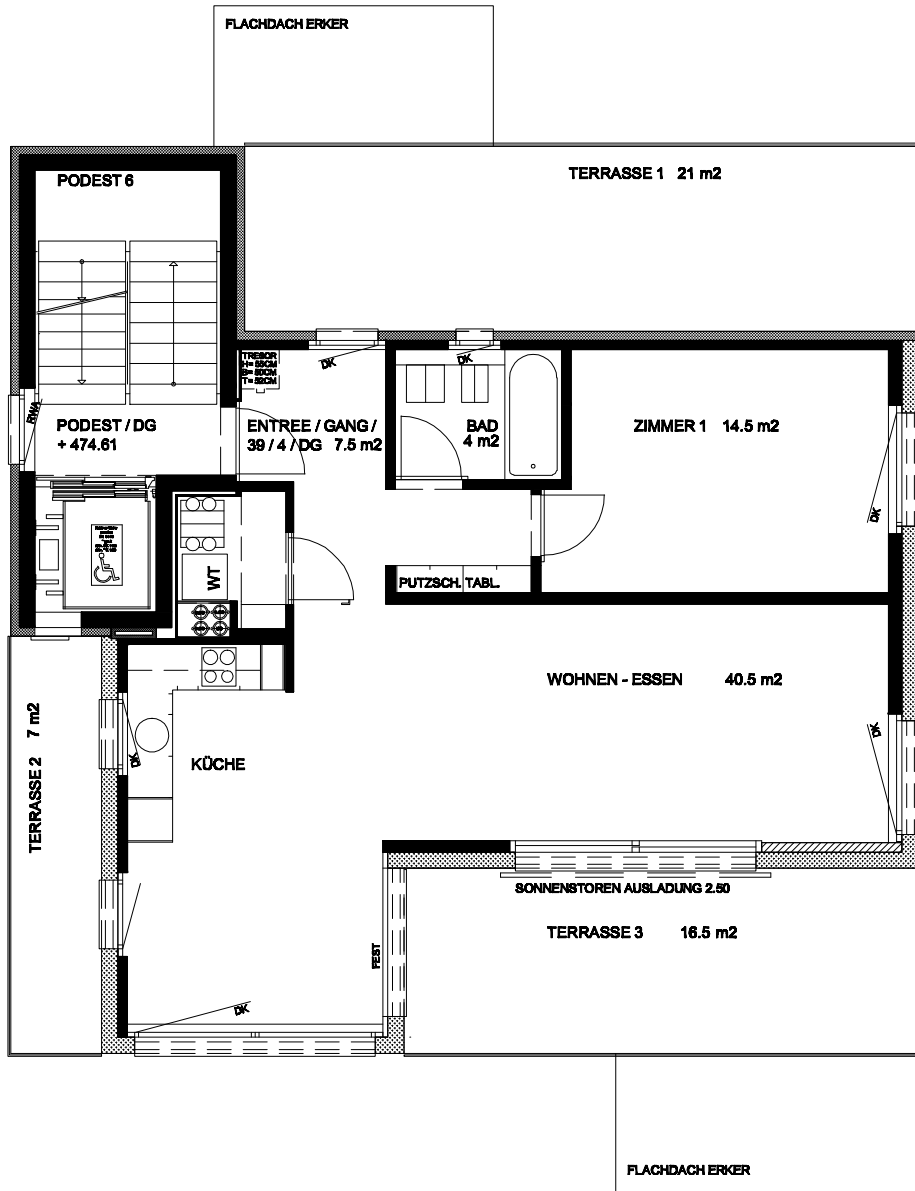 FLACHDACH ERKER
TERRASSE 1 21 m2
PODEST 6
TRESOR
H= 55CM
B= 50CM
T= 52CM
DK
DK
RWA
PODEST / DG
+ 474.61
ENTREE / GANG /
39 / 4 / DG 7.5 m2
BAD
4 m2
ZIMMER 1 14.5 m2
DK
WT
PUTZSCH. TABL.
WOHNEN - ESSEN 40.5 m2
TERRASSE 2 7 m2
DK
KÜCHE
DK
SONNENSTOREN AUSLADUNG 2.50
TERRASSE 3 16.5 m2
FEST
DK
FLACHDACH ERKER